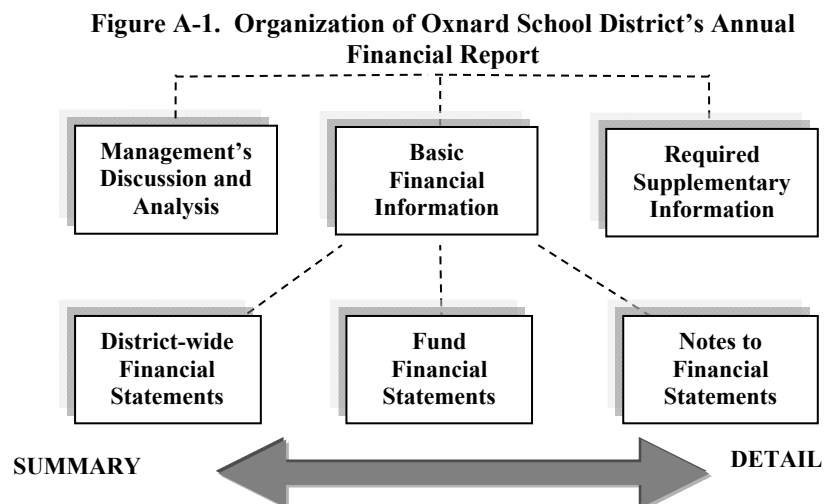 Figure A-1.  Organization of Oxnard School District's Annual
Financial Report
Management's
Discussion and
Analysis
Basic
Financial
Information
Required
Supplementary
Information
District-wide
Financial
Statements
Fund
Financial
Statements
Notes to
Financial
Statements
SUMMARY
DETAIL